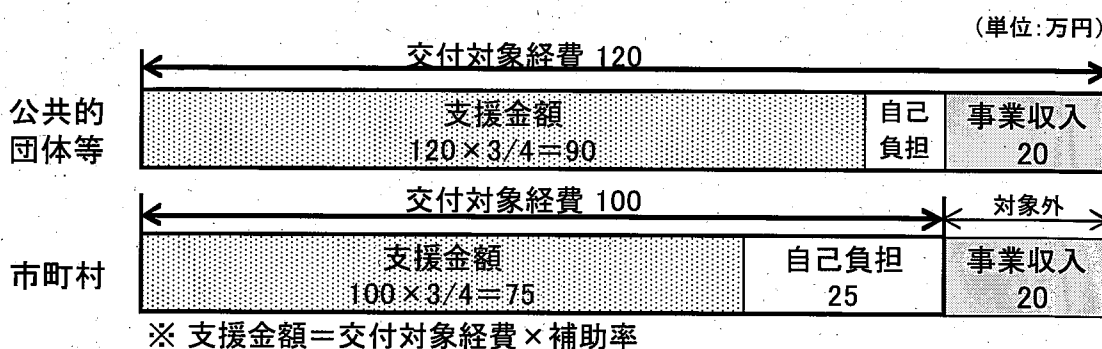 (単位:万円)
交付対象経費 120
公共的
団体等
支援金額
120×3/4=90
自己
負担
事業収入
20
交付対象経費 100
対象外
市町村
支援金額
100×3/4=75
自己負担
25
事業収入
20
※ 支援金額=交付対象経費×補助率